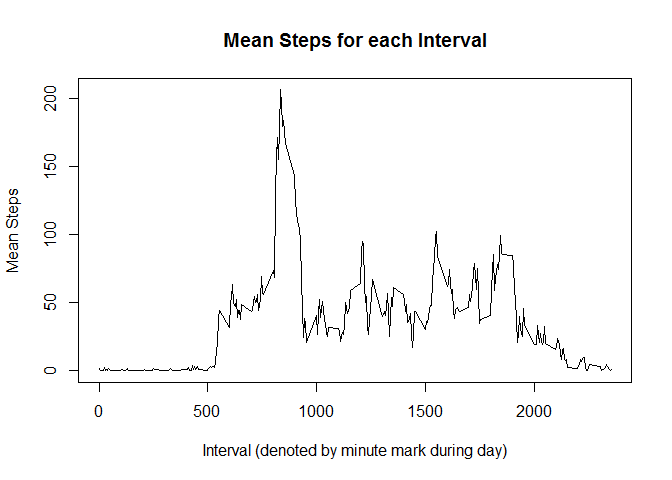 Mean Steps for each Interval
Mean Steps
200
150
100
50
0
0 500 1000 1500 2000
Interval (denoted by minute mark during day)